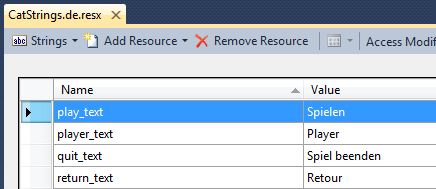 CatStrings.de.resx
abc Strings Add Resource Remove Resource Access Modif
Name Value
play_text Spielen
player_text Player
quit_text Spiel beenden
return_text Retour